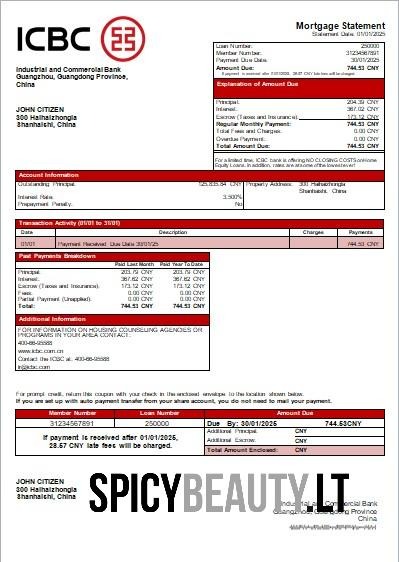 ICBC
Mortgage Statement
Statement Date: 01/01/2025
Loan Number: 250000
Member Number: 31234567891
Payment Due Date: 30/01/2025
Amount Due: 744.53 CNY
If payment is received after 01/01/2025, 28.57 CNY late fees will be charged.
Industrial and Commercial Bank
Guangzhou, Guangdong Province,
China
Explanation of Amount Due
JOHN CITIZEN
300 Haihaizhongla
Shanhaishi, China
Principal: 204.39 CNY
Interest: 367.02 CNY
Escrow (Taxes and Insurance): 173.12 CNY
Regular Monthly Payment: 744.53 CNY
Total Fees and Charges: 0.00 CNY
Overdue Payment: 0.00 CNY
Total Amount Due: 744.53 CNY
For a limited time, ICBC bank is offering NO CLOSING COSTS on Home
Equity Loans. In addition, rates are at some of the lowest ever!
Account Information
Outstanding Principal: 125,835.84 CNY
Property Address: 300 Haihaizhongla
Shanhaishi, China
Interest Rate: 3.500%
Prepayment Penalty: No
Transaction Activity (01/01 to 31/01)
Date Description Charges Payments
01/01 Payment Received Due Date 30/01/25 744.53 CNY
Past Payments Breakdown
Paid Last Month Paid Year To Date
Principal: 203.79 CNY 203.79 CNY
Interest: 367.62 CNY 367.62 CNY
Escrow (Taxes and Insurance): 173.12 CNY 173.12 CNY
Fees: 0.00 CNY 0.00 CNY
Partial Payment (Unapplied): 0.00 CNY 0.00 CNY
Total: 744.53 CNY 744.53 CNY
Additional Information
FOR INFORMATION ON HOUSING COUNSELING AGENCIES OR
PROGRAMS IN YOUR AREA CONTACT:
400-66-95588
www.icbc.com.cn
Contact the ICBC at: 400-66-95588
ir@icbc.com
For prompt credit, return this coupon with your check in the enclosed envelope to the location shown below.
If you are set up with auto payment transfer from your share account, you do not need to mail your payment.
Member Number Loan Number Amount Due
31234567891 250000 Due By: 30/01/2025 744.53CNY
If payment is received after 01/01/2025,
28.57 CNY late fees will be charged.
Additional Principal: CNY
Additional Escrow: CNY
Total Amount Enclosed: CNY
JOHN CITIZEN
300 Haihaizhongla
Shanhaishi, China
SPICYBEAUTY.LT
Industrial and Commercial Bank
Guangzhou, Guangdong Province
China